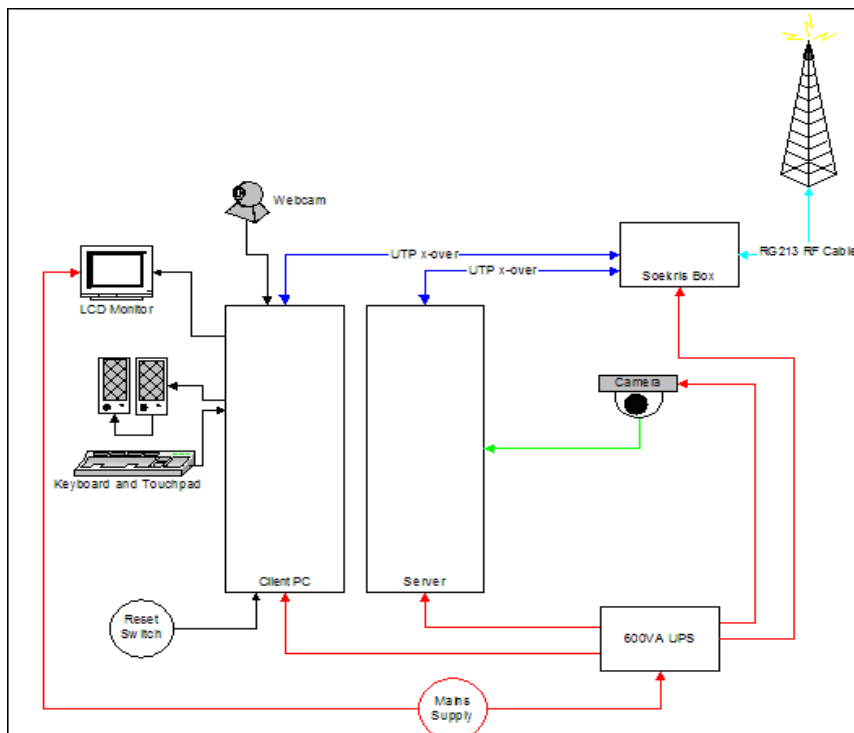 Webcam
UTP x-over
UTP x-over
RG213 RF Cable
Soekris Box
LCD Monitor
Camera
Keyboard and Touchpad
Client PC
Server
Reset
Switch
600VA UPS
Mains
Supply